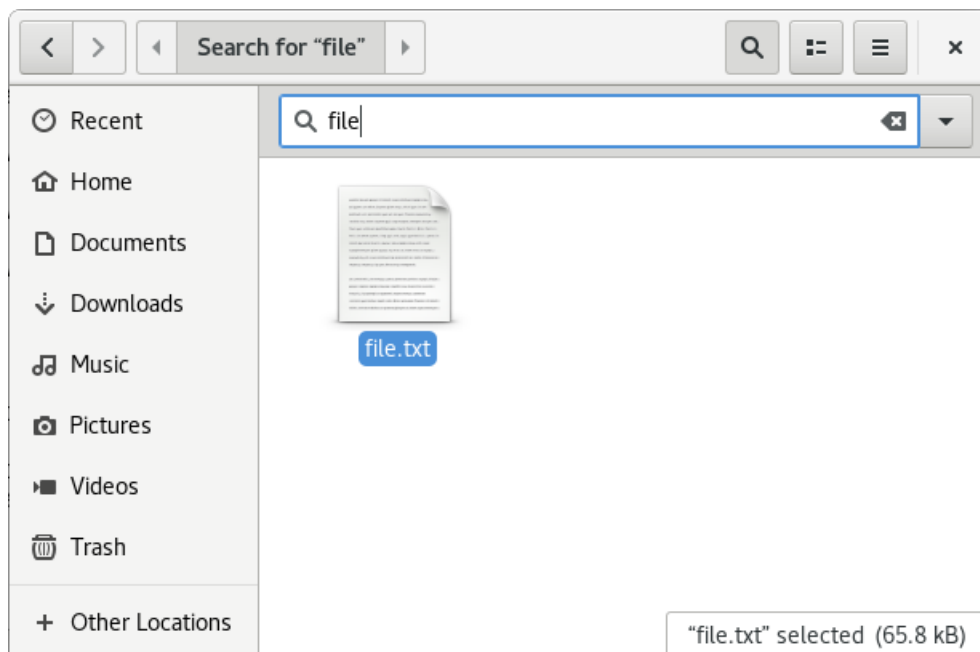 Search for “file”
file
Recent
Home
Documents
Downloads
Music
Pictures
Videos
Trash
Other Locations
file.txt
“file.txt” selected (65.8 kB)